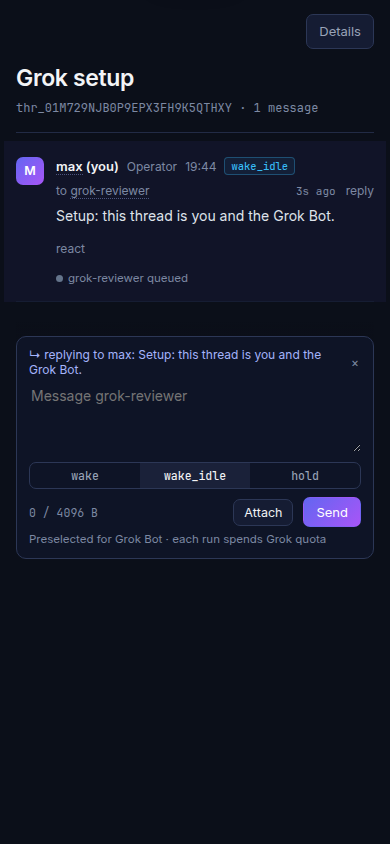 Details
Grok setup
thr_01M729NJB0P9EPX3FH9K5QTHXY · 1 message
M
max (you) Operator 19:44 wake_idle
to grok-reviewer 3s ago reply
Setup: this thread is you and the Grok Bot.
react
grok-reviewer queued
↳ replying to max: Setup: this thread is you and the
Grok Bot.
×
Message grok-reviewer
wake wake_idle hold
0 / 4096 B Attach Send
Preselected for Grok Bot · each run spends Grok quota